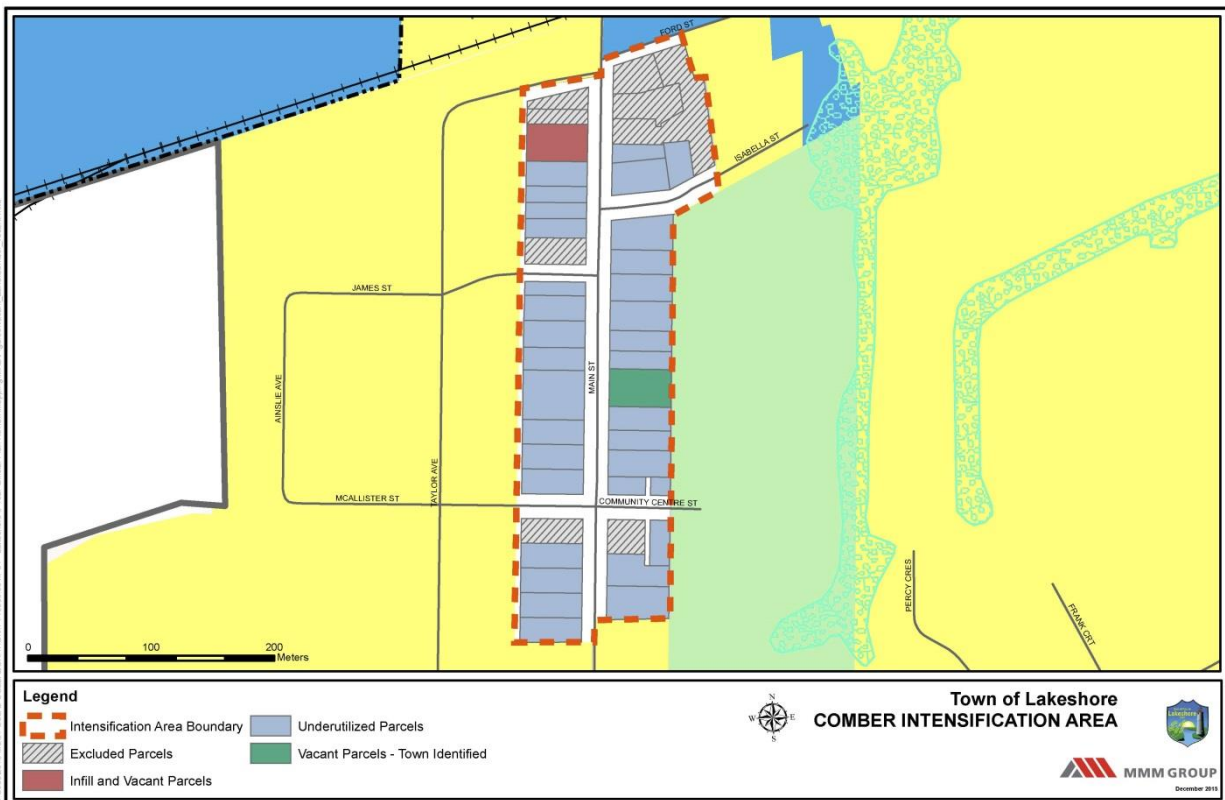 FORD ST
ISABELLA ST
JAMES ST
MAIN ST
AINSLIE AVE
TAYLOR AVE
MCALLISTER ST
COMMUNITY CENTRE ST
PERCY CRES
FRANK CRT
0 100 200
Meters
Legend
Intensification Area Boundary
Excluded Parcels
Infill and Vacant Parcels
Underutilized Parcels
Vacant Parcels - Town Identified
N
W E
S
Town of Lakeshore
COMBER INTENSIFICATION AREA
Lakeshore
MMM GROUP
December 2015